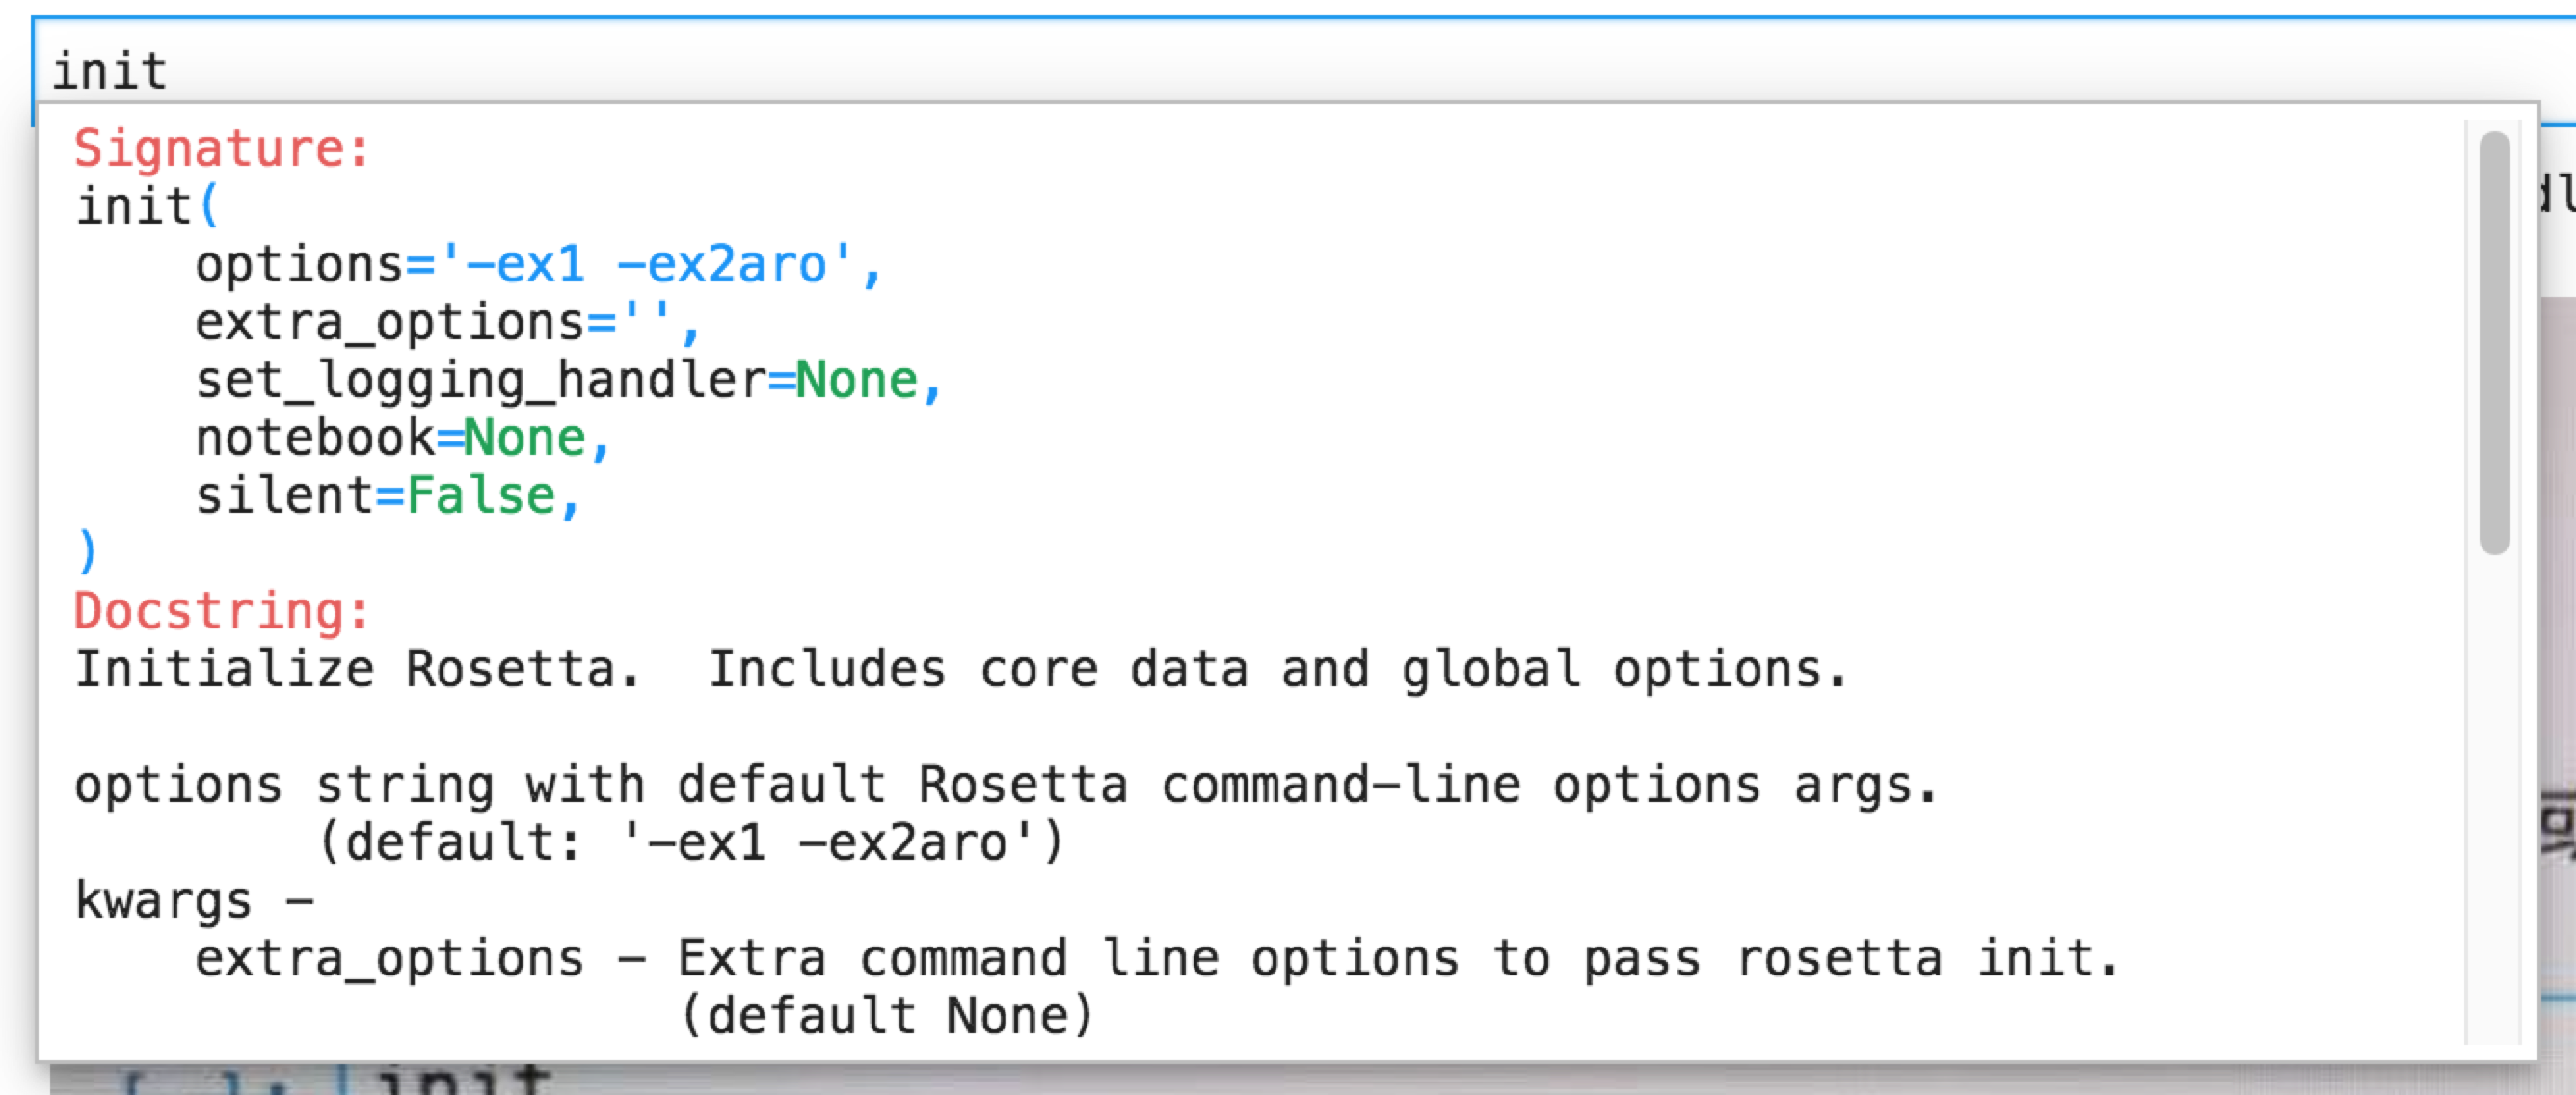 init
Signature:
init(
    options='-ex1 -ex2aro',
    extra_options='',
    set_logging_handler=None,
    notebook=None,
    silent=False,
)
Docstring:
Initialize Rosetta.  Includes core data and global options.

options string with default Rosetta command-line options args.
        (default: '-ex1 -ex2aro')
kwargs -
    extra_options - Extra command line options to pass rosetta init.
                    (default None)
init